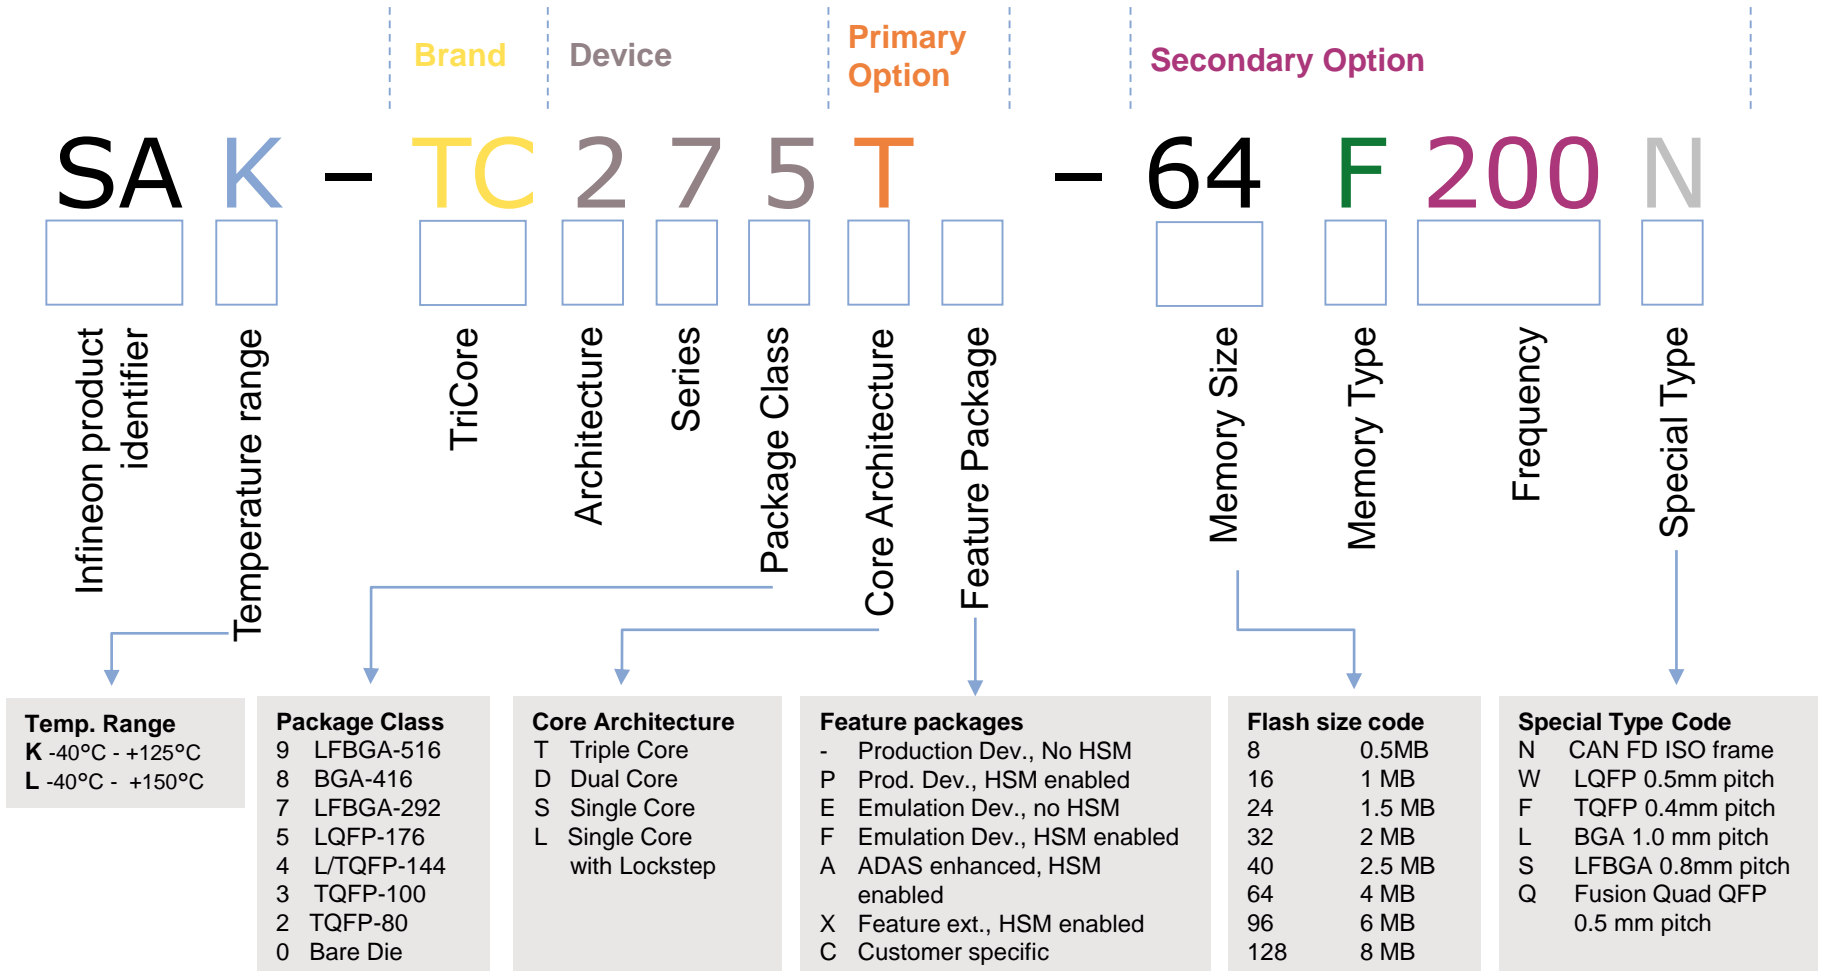 Brand
Device
Primary
Option
Secondary Option
SA K - TC 2 7 5 T - 64 F 200 N
Infineon product
identifier
Temperature range
TriCore
Architecture
Series
Package Class
Core Architecture
Feature Package
Memory Size
Memory Type
Frequency
Special Type
Temp. Range
K -40°C - +125°C
L -40°C - +150°C
Package Class
9 LFBGA-516
8 BGA-416
7 LFBGA-292
5 LQFP-176
4 L/TQFP-144
3 TQFP-100
2 TQFP-80
0 Bare Die
Core Architecture
T Triple Core
D Dual Core
S Single Core
L Single Core
with Lockstep
Feature packages
- Production Dev., No HSM
P Prod. Dev., HSM enabled
E Emulation Dev., no HSM
F Emulation Dev., HSM enabled
A ADAS enhanced, HSM
enabled
X Feature ext., HSM enabled
C Customer specific
Flash size code
8 0.5MB
16 1 MB
24 1.5 MB
32 2 MB
40 2.5 MB
64 4 MB
96 6 MB
128 8 MB
Special Type Code
N CAN FD ISO frame
W LQFP 0.5mm pitch
F TQFP 0.4mm pitch
L BGA 1.0 mm pitch
S LFBGA 0.8mm pitch
Q Fusion Quad QFP
0.5 mm pitch